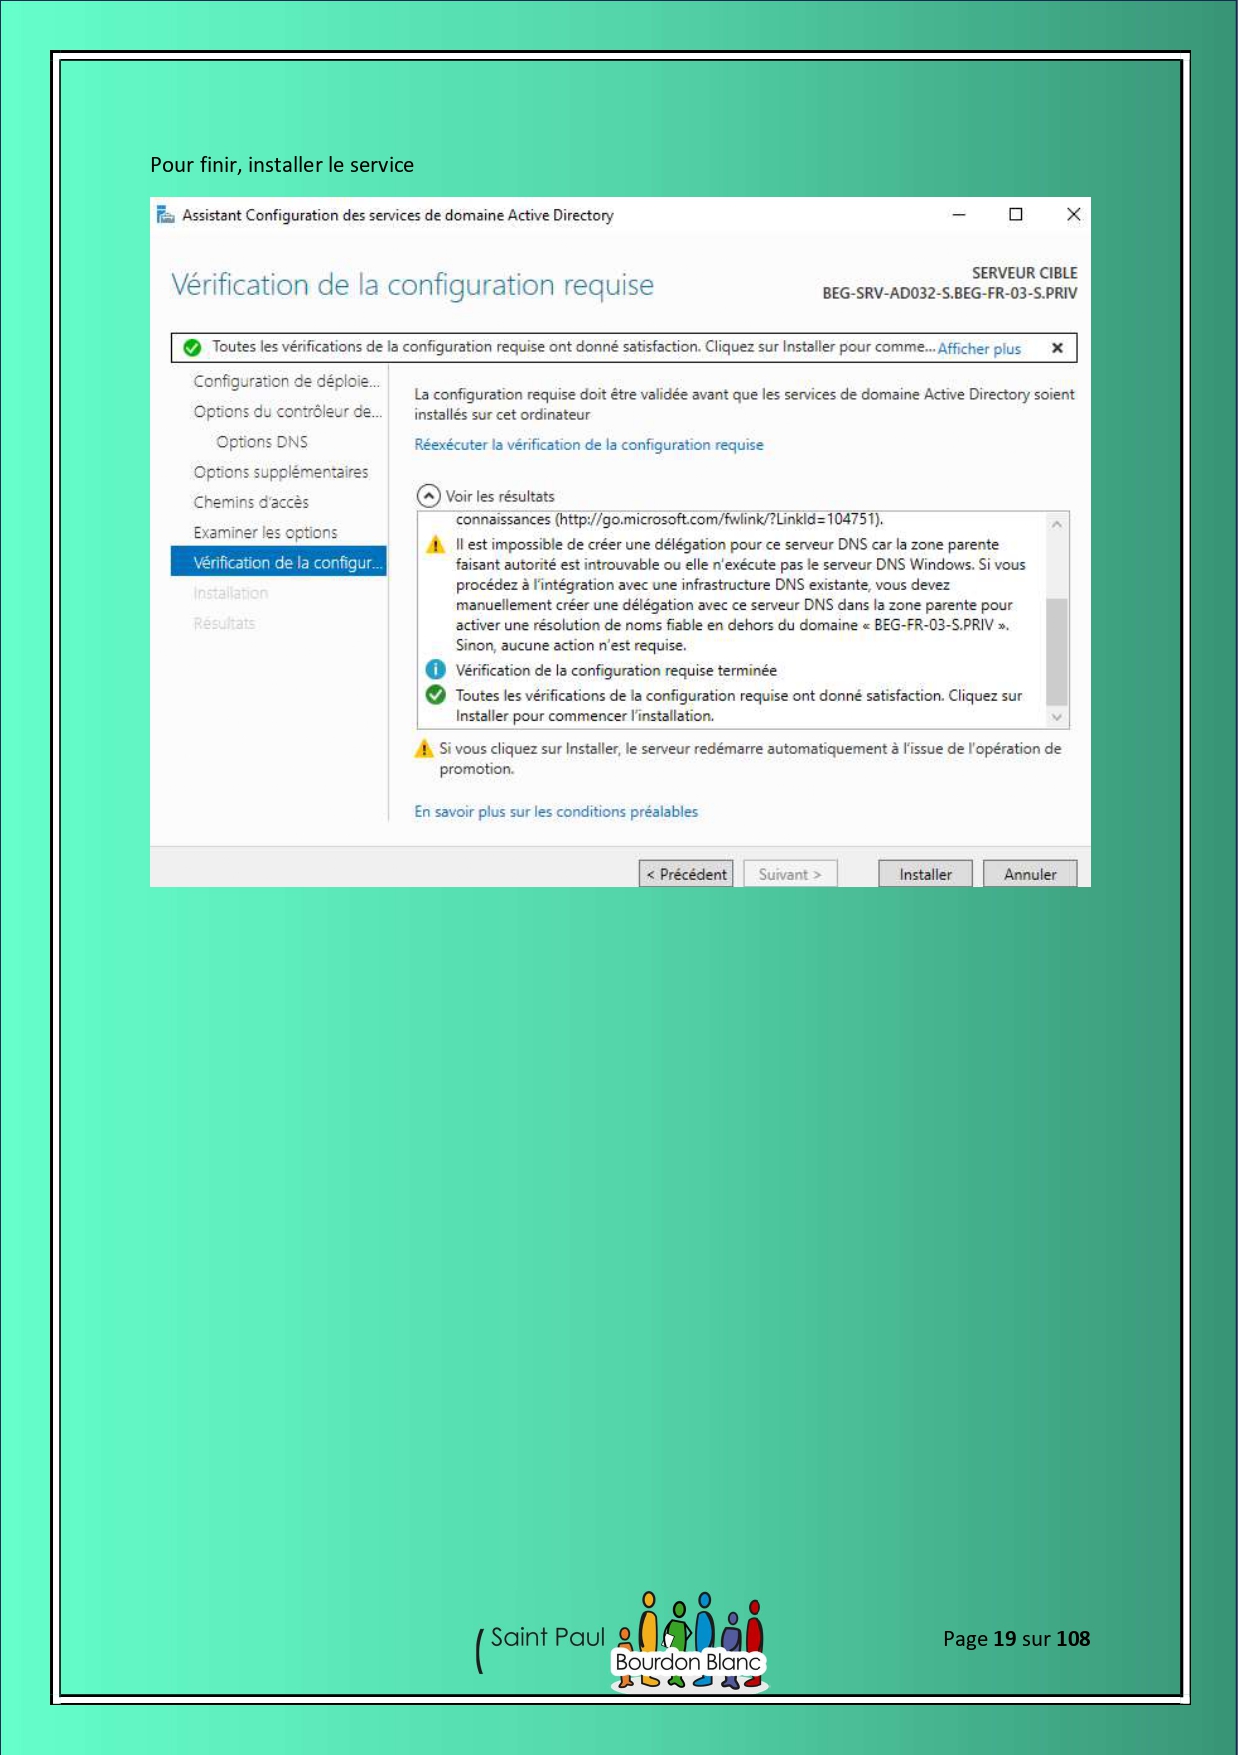 Pour finir, installer le service
Assistant Configuration des services de domaine Active Directory
Vérification de la configuration requise
SERVEUR CIBLE
BEG-SRV-AD032-S.BEG-FR-03-S.PRIV
Toutes les vérifications de la configuration requise ont donné satisfaction. Cliquez sur Installer pour comme... Afficher plus
Configuration de déploie...
Options du contrôleur de...
Options DNS
Options supplémentaires
Chemins d'accès
Examiner les options
Vérification de la configur...
Installation
Résultats
La configuration requise doit être validée avant que les services de domaine Active Directory soient
installés sur cet ordinateur
Réexécuter la vérification de la configuration requise
Voir les résultats
connaissances (http://go.microsoft.com/fwlink/?LinkId=104751).
Il est impossible de créer une délégation pour ce serveur DNS car la zone parente
faisant autorité est introuvable ou elle n'exécute pas le serveur DNS Windows. Si vous
procédez à l'intégration avec une infrastructure DNS existante, vous devez
manuellement créer une délégation avec ce serveur DNS dans la zone parente pour
activer une résolution de noms fiable en dehors du domaine « BEG-FR-03-S.PRIV ».
Sinon, aucune action n'est requise.
Vérification de la configuration requise terminée
Toutes les vérifications de la configuration requise ont donné satisfaction. Cliquez sur
Installer pour commencer l'installation.
Si vous cliquez sur Installer, le serveur redémarre automatiquement à l'issue de l'opération de
promotion.
En savoir plus sur les conditions préalables
< Précédent
Suivant >
Installer
Annuler
Saint Paul
Bourdon Blanc
Page 19 sur 108